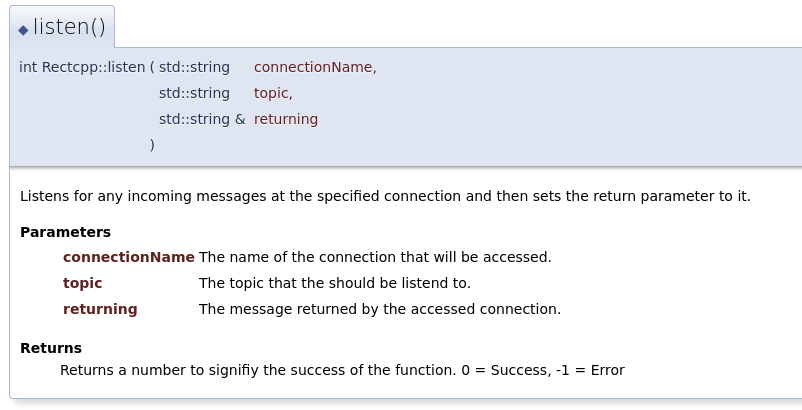 ◆ listen()
int Rectcpp::listen ( std::string connectionName,
std::string topic,
std::string & returning
)
Listens for any incoming messages at the specified connection and then sets the return parameter to it.
Parameters
connectionName The name of the connection that will be accessed.
topic The topic that the should be listend to.
returning The message returned by the accessed connection.
Returns
Returns a number to signifiy the success of the function. 0 = Success, -1 = Error